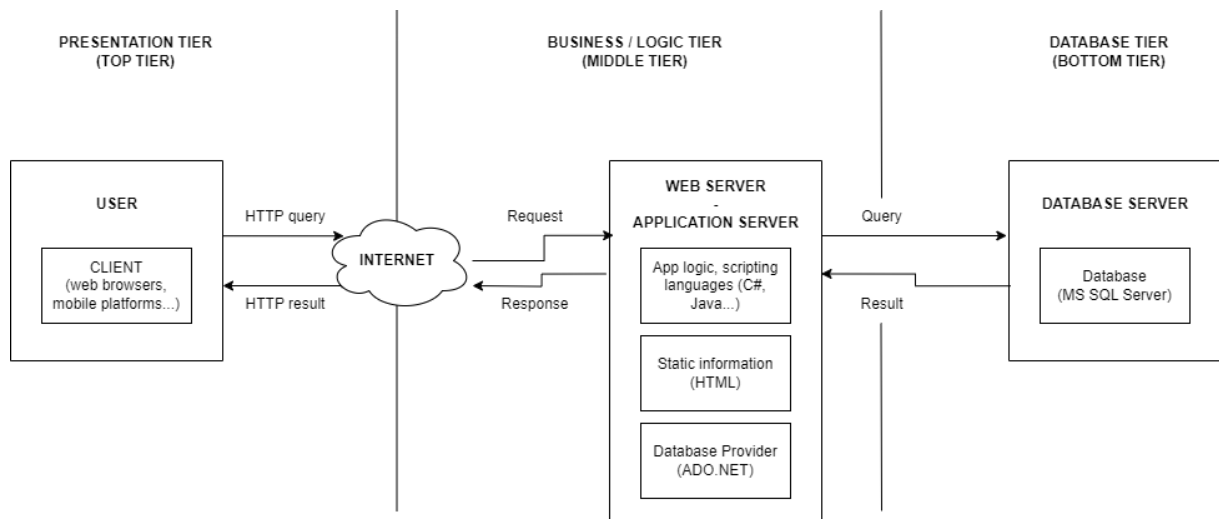 PRESENTATION TIER
(TOP TIER)
BUSINESS / LOGIC TIER
(MIDDLE TIER)
DATABASE TIER
(BOTTOM TIER)
USER
CLIENT
(web browsers,
mobile platforms...)
HTTP query
HTTP result
INTERNET
Request
Response
WEB SERVER
-
APPLICATION SERVER
App logic, scripting
languages (C#,
Java...)
Static information
(HTML)
Database Provider
(ADO.NET)
Query
Result
DATABASE SERVER
Database
(MS SQL Server)